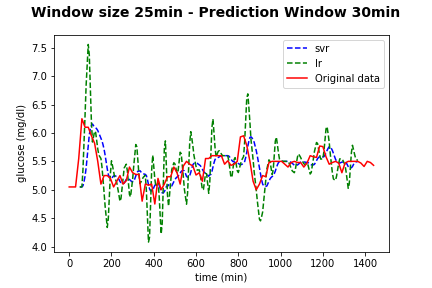 Window size 25min - Prediction Window 30min
svr
lr
Original data
glucose (mg/dl)
7.5
7.0
6.5
6.0
5.5
5.0
4.5
4.0
0 200 400 600 800 1000 1200 1400
time (min)